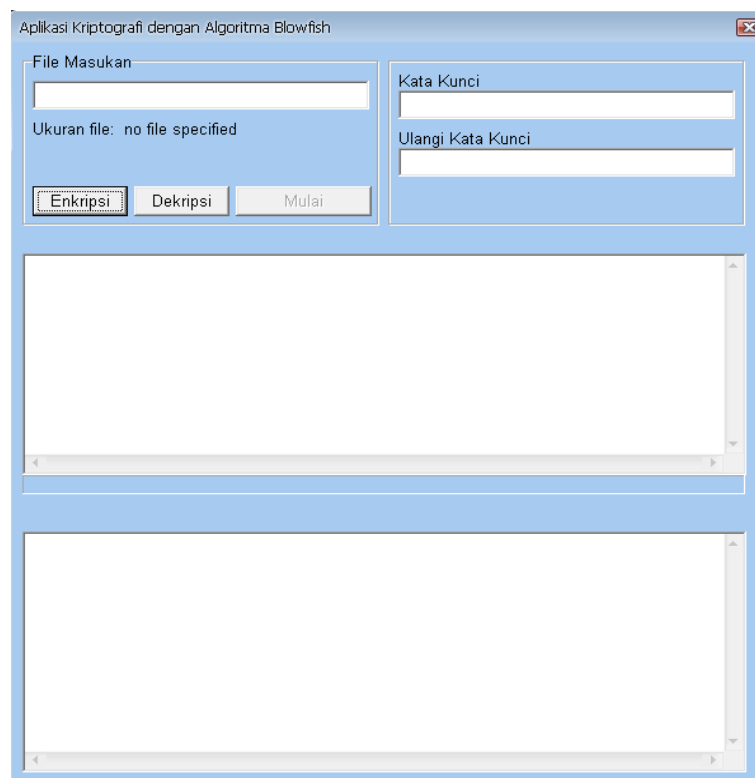 Aplikasi Kriptografi dengan Algoritma Blowfish
File Masukan
Ukuran file: no file specified
Enkripsi Dekripsi Mulai
Kata Kunci
Ulangi Kata Kunci